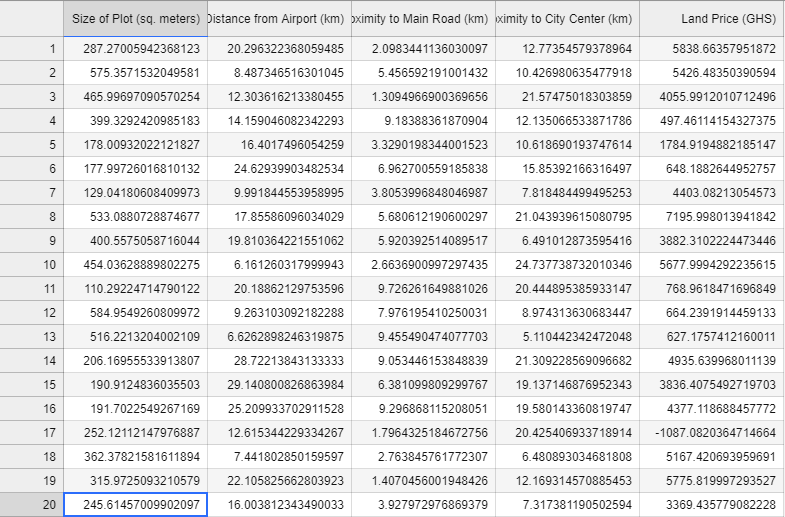 Size of Plot (sq. meters) Distance from Airport (km) oximity to Main Road (km) oximity to City Center (km) Land Price (GHS)
1 287.27005942368123 20.296322368059485 2.0983441136030097 12.77354579378964 5838.66357951872
2 575.3571532049581 8.487346516301045 5.456592191001432 10.426980635477918 5426.48350390594
3 465.99697090570254 12.303616213380455 1.3094966900369656 21.57475018303859 4055.9912010712496
4 399.3292420985183 14.159046082342293 9.18388361870904 12.135066533871786 497.46114154327375
5 178.00932022121827 16.4017496054259 3.3290198344001523 10.618690193747614 1784.9194882185147
6 177.99726016810132 24.62939903482534 6.962700559185838 15.85392166316497 648.1882644952757
7 129.04180608409973 9.991844553958995 3.8053996848046987 7.818484499495253 4403.08213054573
8 533.0880728874677 17.85586096034029 5.680612190600297 21.043939615080795 7195.998013941842
9 400.5575058716044 19.810364221551062 5.920392514089517 6.491012873595416 3882.3102224473446
10 454.03628889802275 6.161260317999943 2.6636900997297435 24.737738732010346 5677.9994292235615
11 110.29224714790122 20.18862129753596 9.726261649881026 20.444895385933147 768.9618471696849
12 584.9549260809972 9.263103092182288 7.976195410250031 8.974313630683447 664.2391914459133
13 516.2213204002109 6.6262898246319875 9.455490474077703 5.110442342472048 627.1757412160011
14 206.16955533913807 28.72213843133333 9.053446153848839 21.309228569096682 4935.639968011139
15 190.9124836035503 29.140800826863984 6.381099809299767 19.137146876952343 3836.4075492719703
16 191.7022549267169 25.209933702911528 9.296868115208051 19.580143360819747 4377.118688457772
17 252.12112147976887 12.615344229334267 1.7964325184672756 20.425406933718914 -1087.0820364714664
18 362.37821581611894 7.441802850159597 2.763845761772307 6.480893034681808 5167.420693959691
19 315.9725093210579 22.105825662803923 1.4070456001948426 12.169314570885453 5775.819997293527
20 245.61457009902097 16.003812343490033 3.927972976869379 7.317381190502594 3369.435779082228